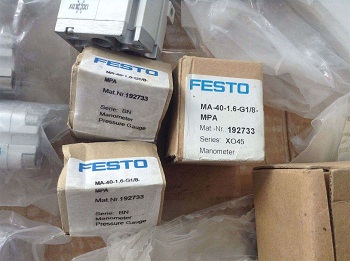 FESTO
MA-40-1.6-G1/8-
MPA
Mat.Nr. 192733
Serie: BN
Manometer
Pressure Gauge
FESTO
MA-40-1.6-G1/8-
MPA
Mat.-Nr.: 192733
Series: XO45
Manometer
FESTO
MA-40-1.6-G1/8-
MPA
Mat.Nr. 192733
Serie: BN
Manometer
Pressure Gauge